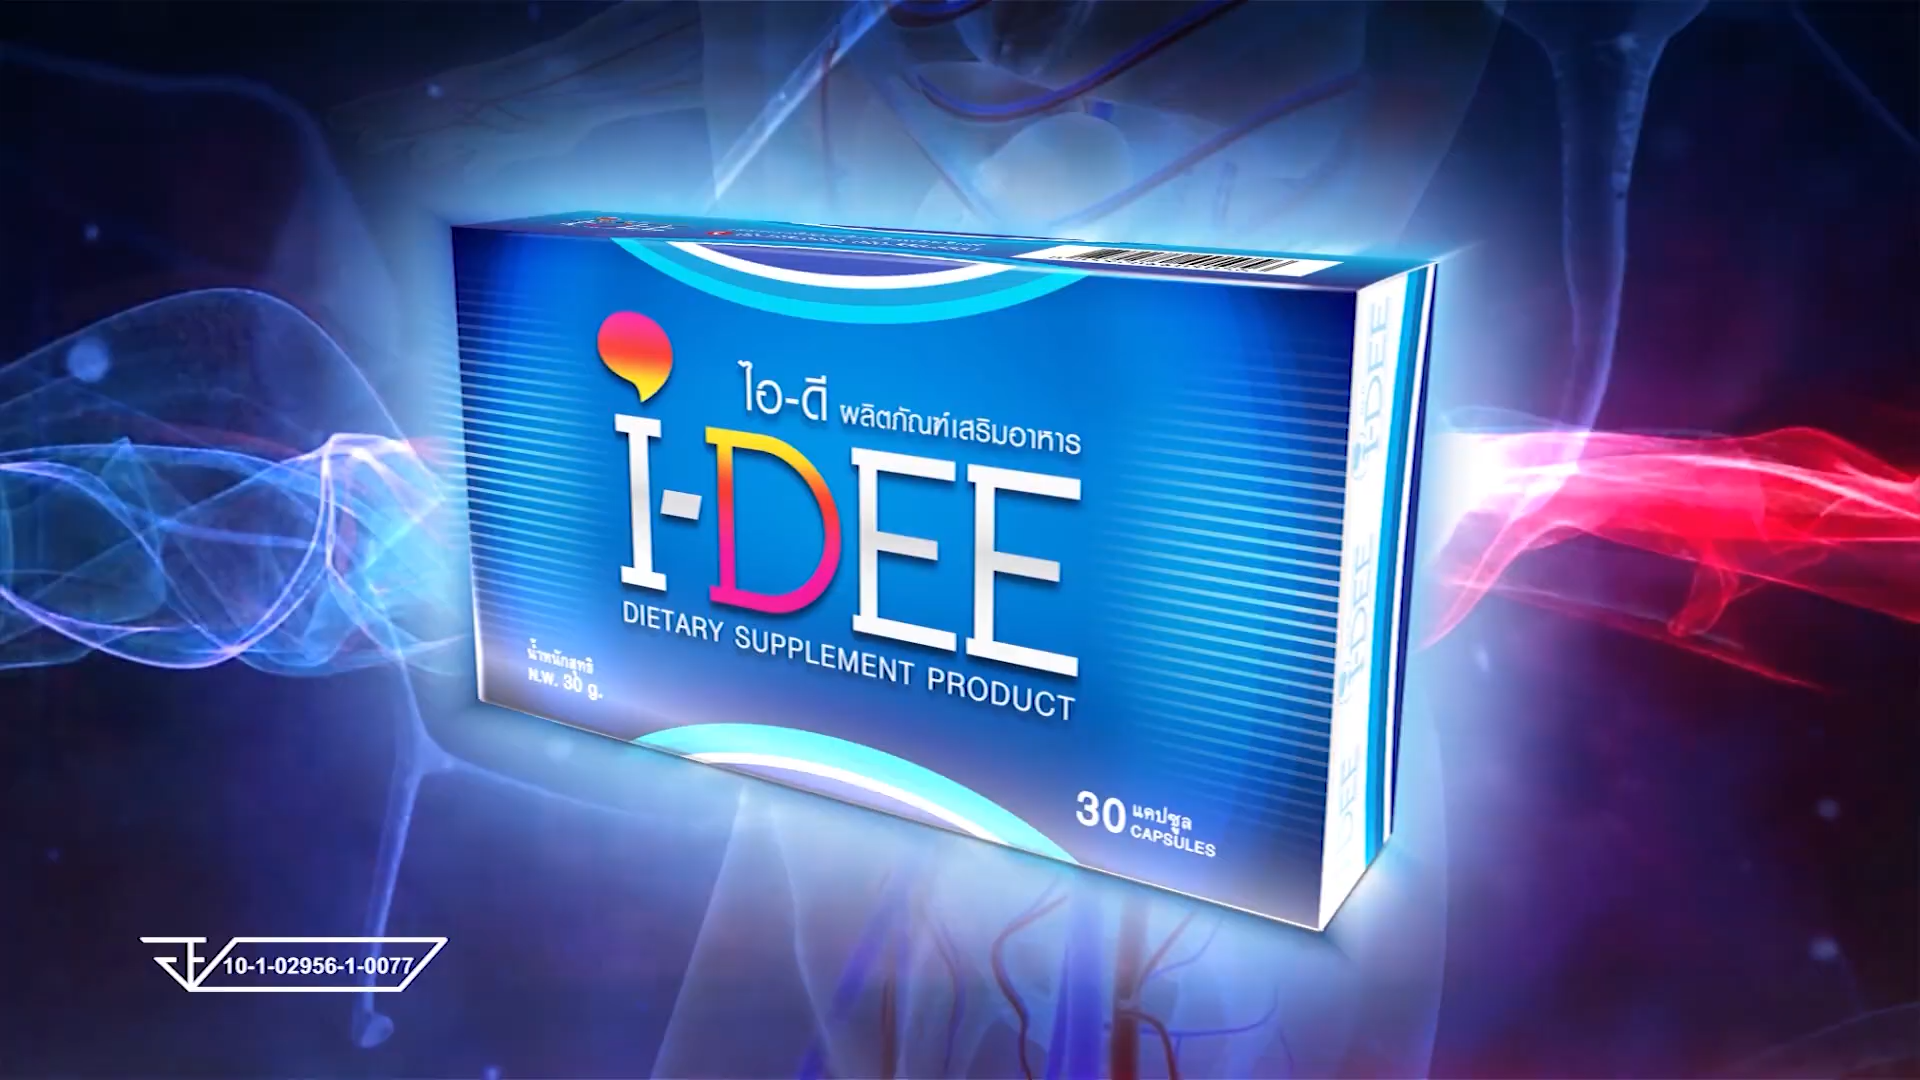 ไอ-ดี ผลิตภัณฑ์เสริมอาหาร
i-DEE
DIETARY SUPPLEMENT PRODUCT
น้ำหนักสุทธิ
N.W. 30 g.
30 แคปซูล
CAPSULES
i-DEE
i-DEE
i-DEE
10-1-02956-1-0077